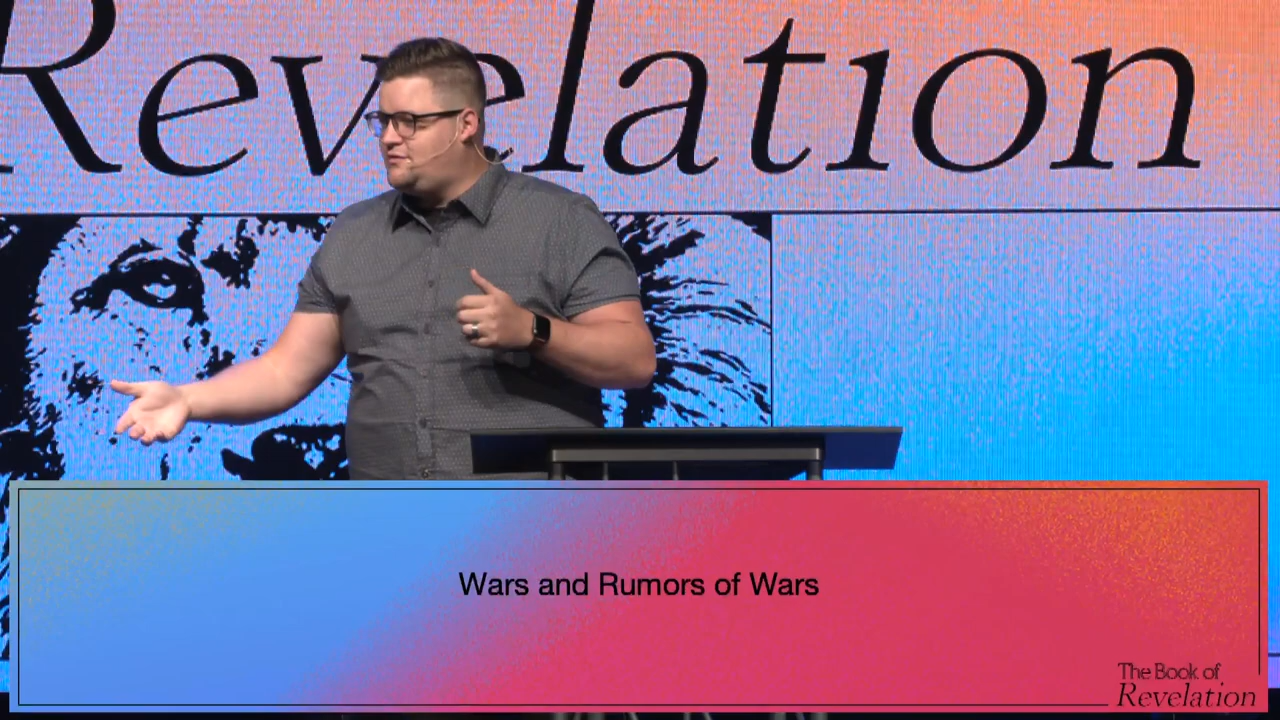 Revelation
Wars and Rumors of Wars
The Book of
Revelation